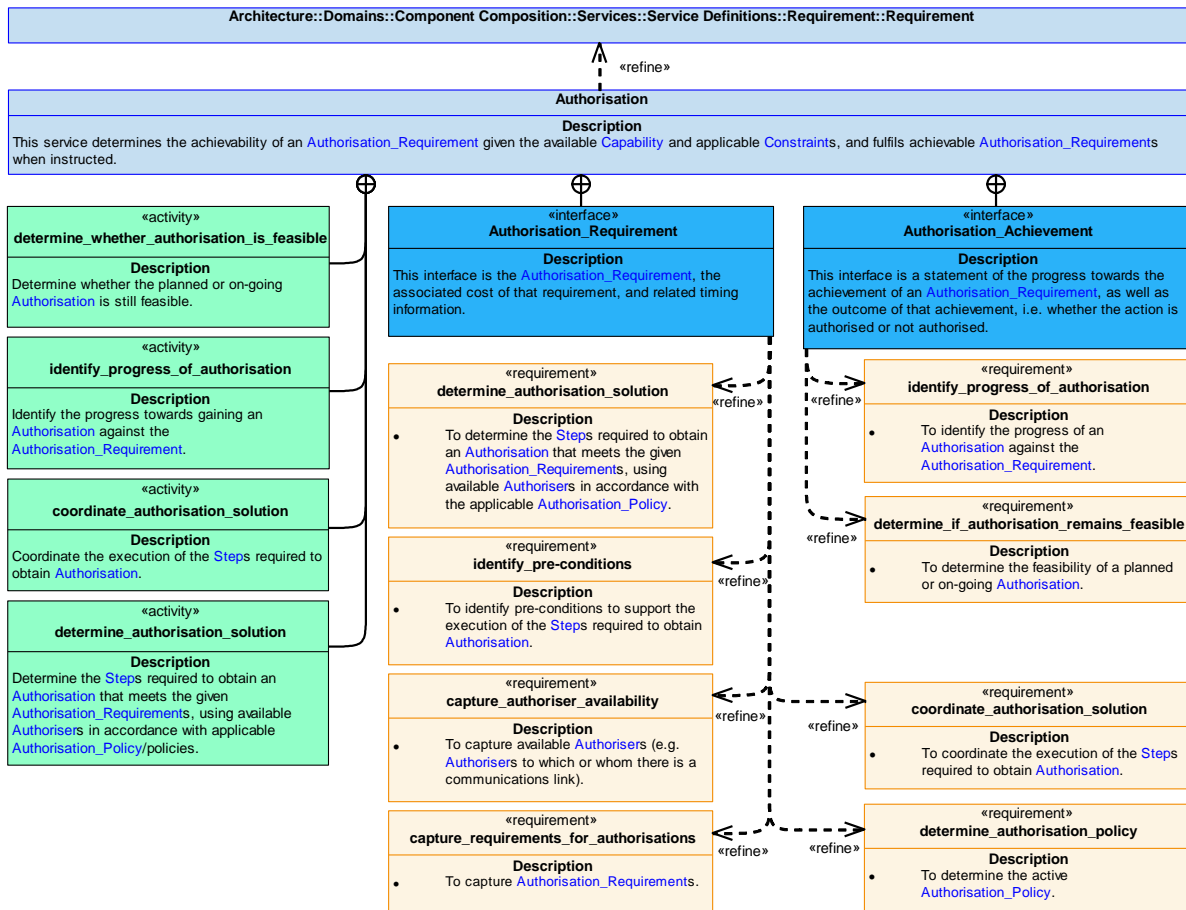 Architecture::Domains::Component Composition::Services::Service Definitions::Requirement::Requirement
«refine»
Authorisation
Description
This service determines the achievability of an Authorisation_Requirement given the available Capability and applicable Constraints, and fulfils achievable Authorisation_Requirements
when instructed.
«activity»
determine_whether_authorisation_is_feasible
Description
Determine whether the planned or on-going
Authorisation is still feasible.
«activity»
identify_progress_of_authorisation
Description
Identify the progress towards gaining an
Authorisation against the
Authorisation_Requirement.
«activity»
coordinate_authorisation_solution
Description
Coordinate the execution of the Steps required to
obtain Authorisation.
«activity»
determine_authorisation_solution
Description
Determine the Steps required to obtain an
Authorisation that meets the given
Authorisation_Requirements, using available
Authorisers in accordance with applicable
Authorisation_Policy/policies.
«interface»
Authorisation_Requirement
Description
This interface is the Authorisation_Requirement, the
associated cost of that requirement, and related timing
information.
«requirement»
determine_authorisation_solution
Description
• To determine the Steps required to obtain
an Authorisation that meets the given
Authorisation_Requirements, using
available Authorisers in accordance with
the applicable Authorisation_Policy.
«refine»
«requirement»
identify_pre-conditions
Description
• To identify pre-conditions to support the
execution of the Steps required to obtain
Authorisation.
«refine»
«requirement»
capture_authoriser_availability
Description
• To capture available Authorisers (e.g.
Authorisers to which or whom there is a
communications link).
«refine»
«requirement»
capture_requirements_for_authorisations
Description
• To capture Authorisation_Requirements.
«refine»
«interface»
Authorisation_Achievement
Description
This interface is a statement of the progress towards the
achievement of an Authorisation_Requirement, as well as
the outcome of that achievement, i.e. whether the action is
authorised or not authorised.
«refine»
«requirement»
identify_progress_of_authorisation
Description
• To identify the progress of an
Authorisation against the
Authorisation_Requirement.
«refine»
«requirement»
determine_if_authorisation_remains_feasible
Description
• To determine the feasibility of a planned
or on-going Authorisation.
«refine»
«requirement»
coordinate_authorisation_solution
Description
• To coordinate the execution of the Steps
required to obtain Authorisation.
«refine»
«requirement»
determine_authorisation_policy
Description
• To determine the active
Authorisation_Policy.